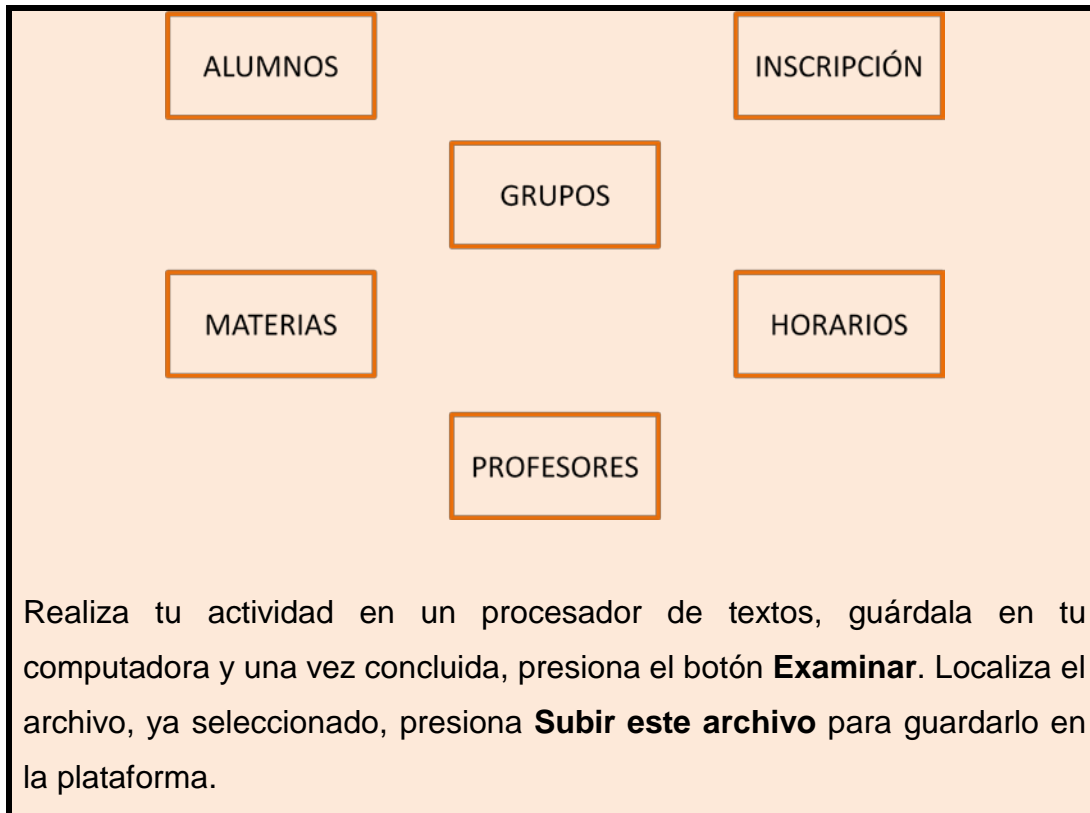 ALUMNOS
INSCRIPCIÓN
GRUPOS
MATERIAS
HORARIOS
PROFESORES
Realiza tu actividad en un procesador de textos, guárdala en tu
computadora y una vez concluida, presiona el botón Examinar. Localiza el
archivo, ya seleccionado, presiona Subir este archivo para guardarlo en
la plataforma.